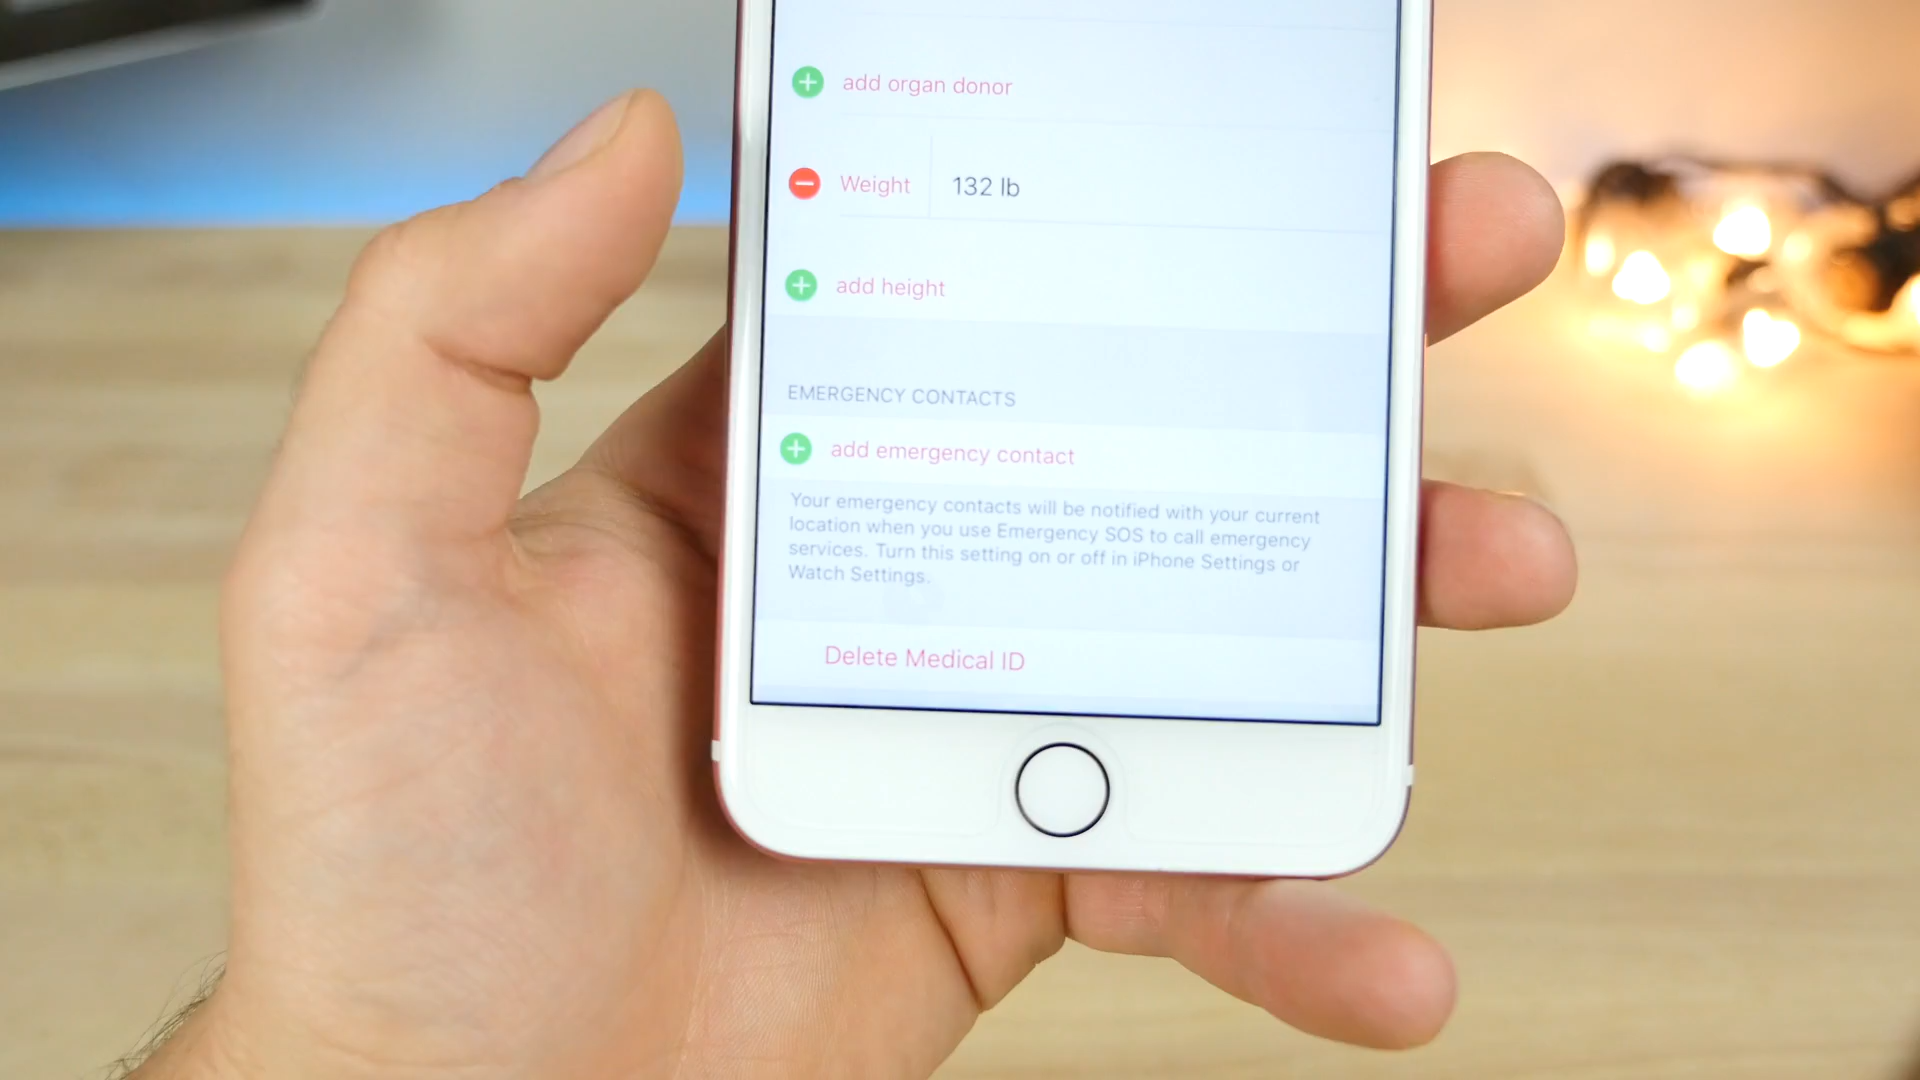 add organ donor
Weight 132 lb
add height
EMERGENCY CONTACTS
add emergency contact
Your emergency contacts will be notified with your current
location when you use Emergency SOS to call emergency
services. Turn this setting on or off in iPhone Settings or
Watch Settings.
Delete Medical ID